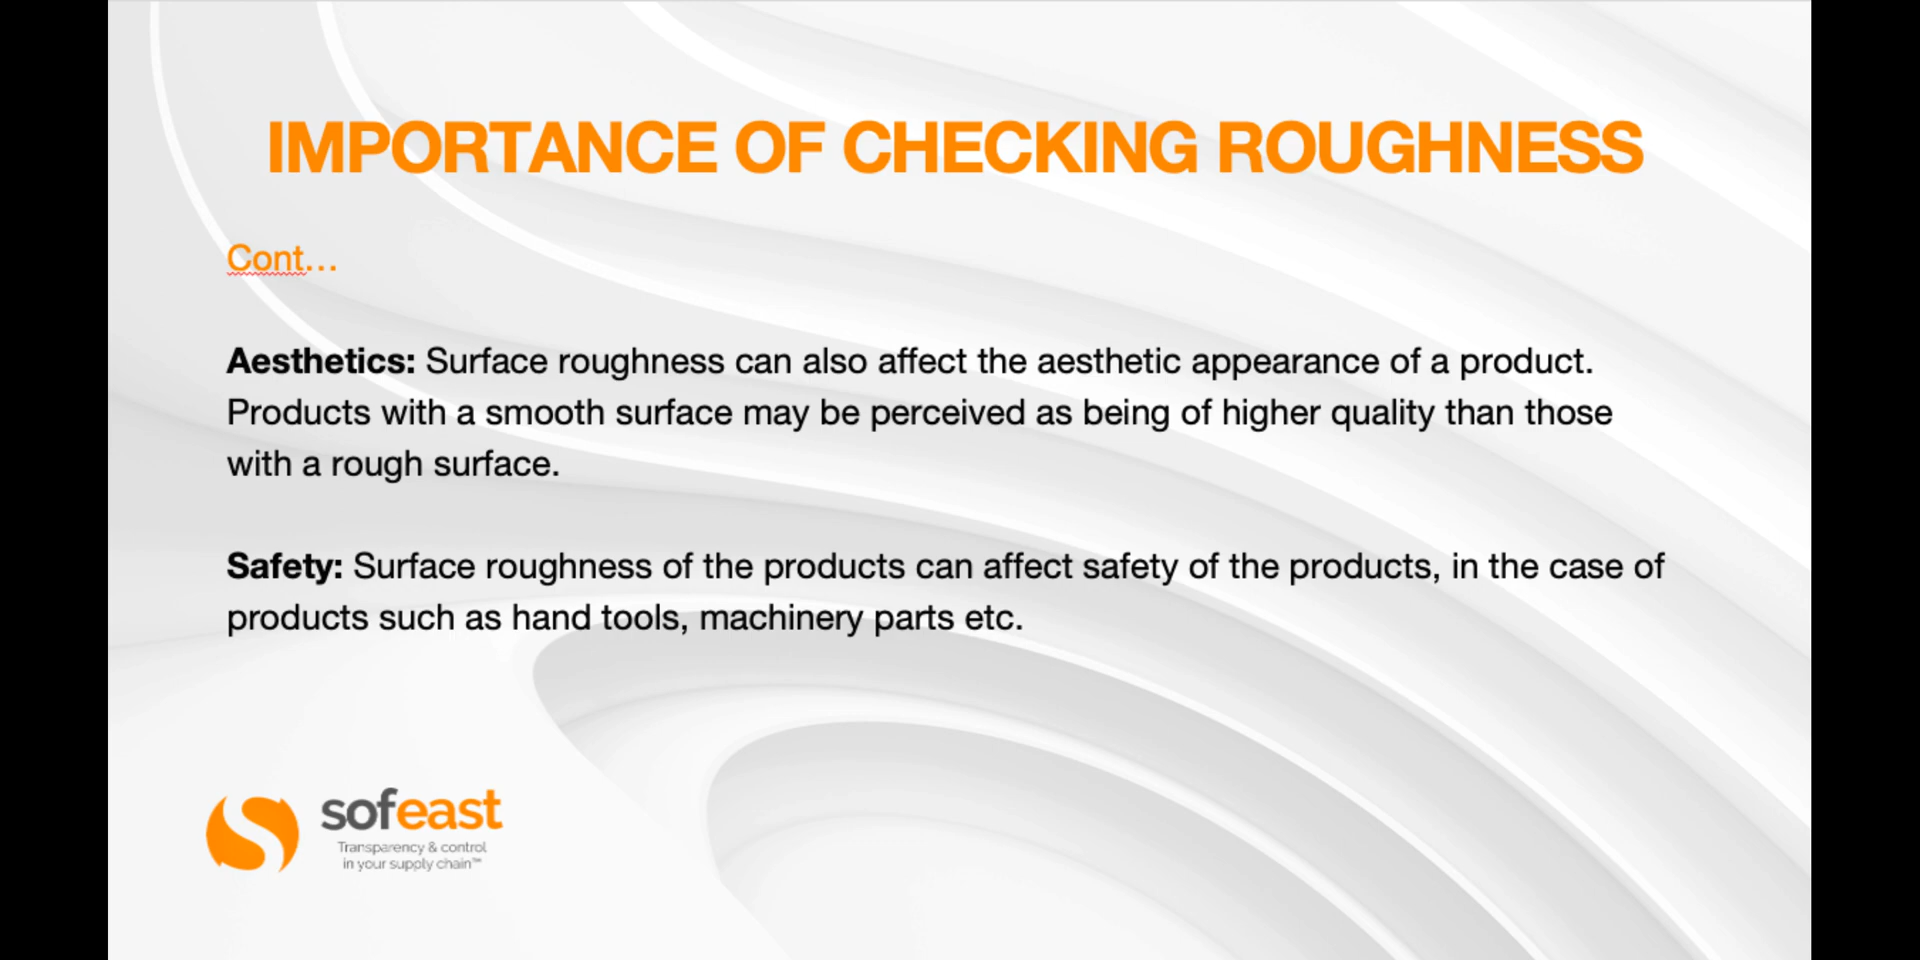 IMPORTANCE OF CHECKING ROUGHNESS
Cont...
Aesthetics: Surface roughness can also affect the aesthetic appearance of a product.
Products with a smooth surface may be perceived as being of higher quality than those
with a rough surface.
Safety: Surface roughness of the products can affect safety of the products, in the case of
products such as hand tools, machinery parts etc.
sofeast
Transparency & control
in your supply chain™